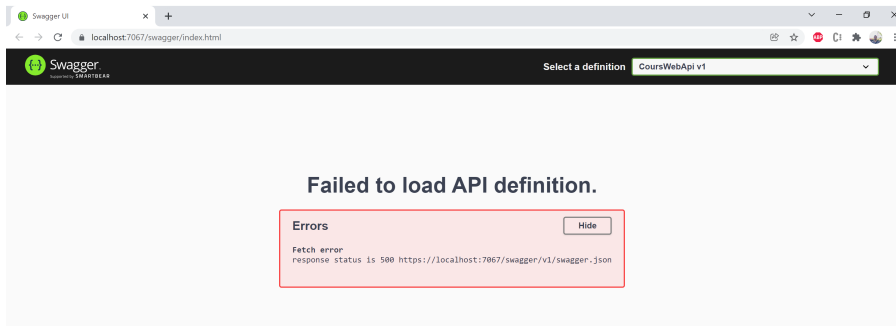 Swagger UI
localhost:7067/swagger/index.html
ABP
Swagger.
Supported by SMARTBEAR
Select a definition
CoursWebApi v1
Failed to load API definition.
Errors
Hide
Fetch error
response status is 500 https://localhost:7067/swagger/v1/swagger.json